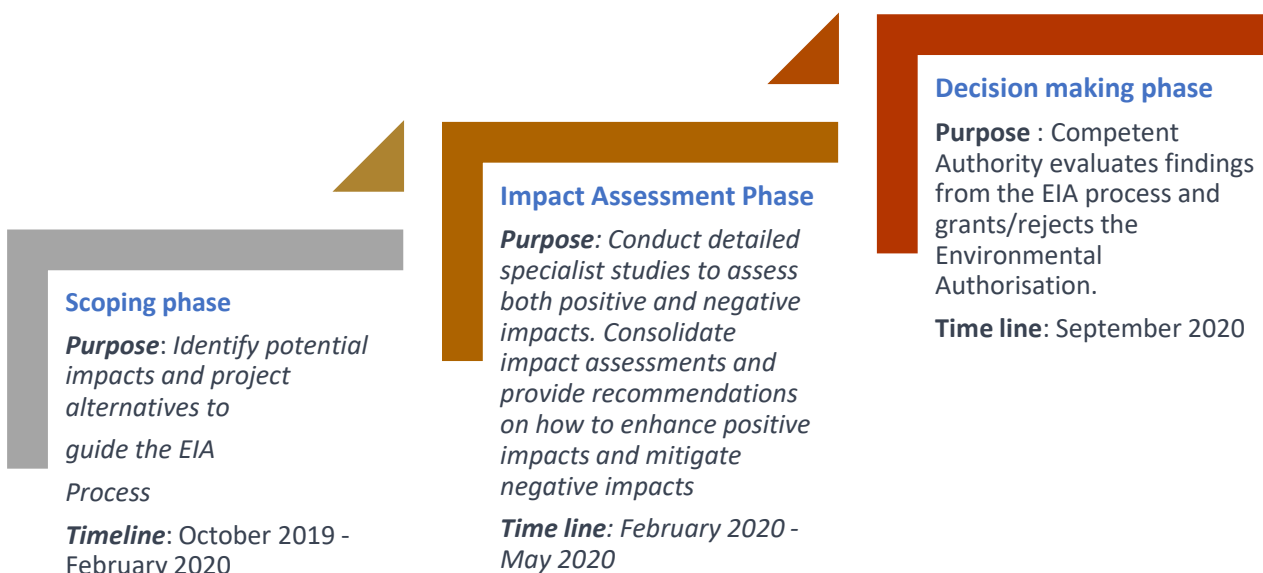 Scoping phase
Purpose: Identify potential
impacts and project
alternatives to
guide the EIA
Process
Timeline: October 2019 -
February 2020
Impact Assessment Phase
Purpose: Conduct detailed
specialist studies to assess
both positive and negative
impacts. Consolidate
impact assessments and
provide recommendations
on how to enhance positive
impacts and mitigate
negative impacts
Time line: February 2020 -
May 2020
Decision making phase
Purpose : Competent
Authority evaluates findings
from the EIA process and
grants/rejects the
Environmental
Authorisation.
Time line: September 2020